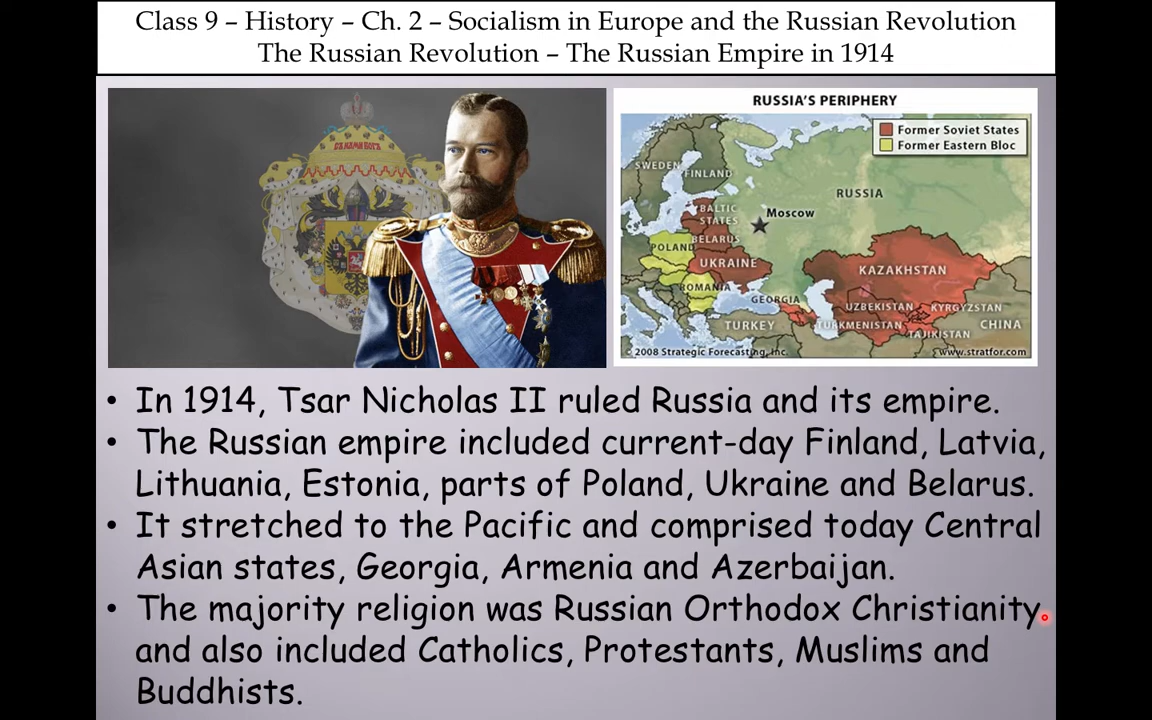 Class 9 – History – Ch. 2 – Socialism in Europe and the Russian Revolution
The Russian Revolution – The Russian Empire in 1914
СЪ НАМИ БОГЪ
RUSSIA'S PERIPHERY
Former Soviet States
Former Eastern Bloc
SWEDEN
FINLAND
RUSSIA
BALTIC
STATES
Moscow
BELARUS
POLAND
UKRAINE
KAZAKHSTAN
ROMANIA
GEORGIA
UZBEKISTAN
KYRGYZSTAN
TURKEY
TURKMENISTAN
CHINA
TAJIKISTAN
© 2008 Strategic Forecasting, Inc.
www.stratfor.com
• In 1914, Tsar Nicholas II ruled Russia and its empire.
• The Russian empire included current-day Finland, Latvia,
Lithuania, Estonia, parts of Poland, Ukraine and Belarus.
• It stretched to the Pacific and comprised today Central
Asian states, Georgia, Armenia and Azerbaijan.
• The majority religion was Russian Orthodox Christianity
and also included Catholics, Protestants, Muslims and
Buddhists.